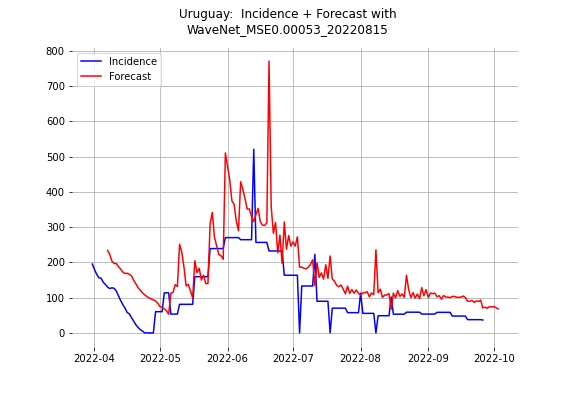 Uruguay:  Incidence + Forecast with
WaveNet_MSE0.00053_20220815
Incidence
Forecast
800
700
600
500
400
300
200
100
0
2022-04 2022-05 2022-06 2022-07 2022-08 2022-09 2022-10